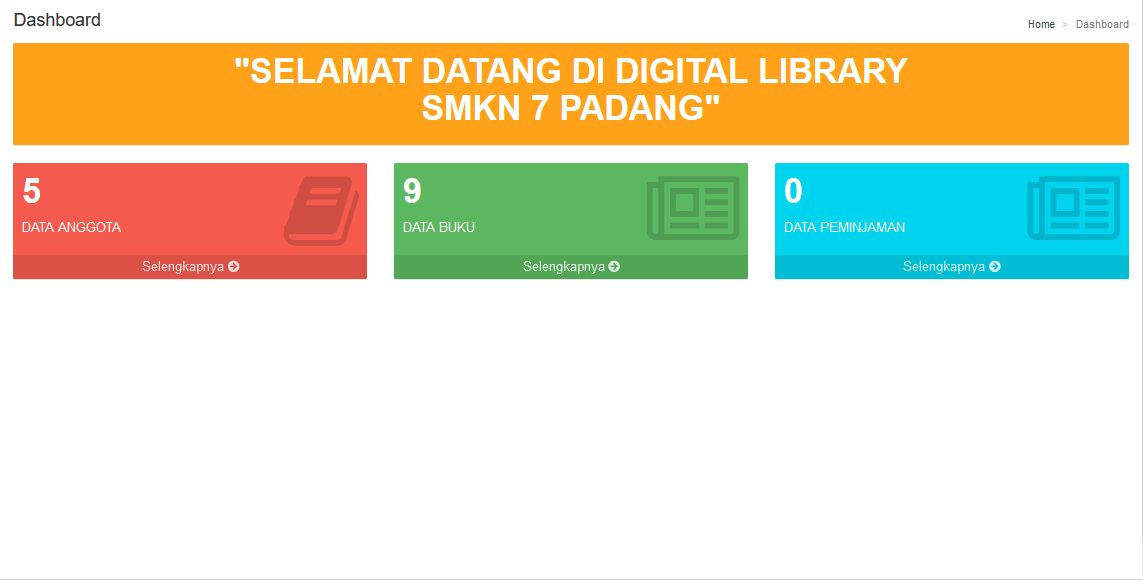 Dashboard
Home > Dashboard
"SELAMAT DATANG DI DIGITAL LIBRARY
SMKN 7 PADANG"
5
DATA ANGGOTA
Selengkapnya
9
DATA BUKU
Selengkapnya
0
DATA PEMINJAMAN
Selengkapnya